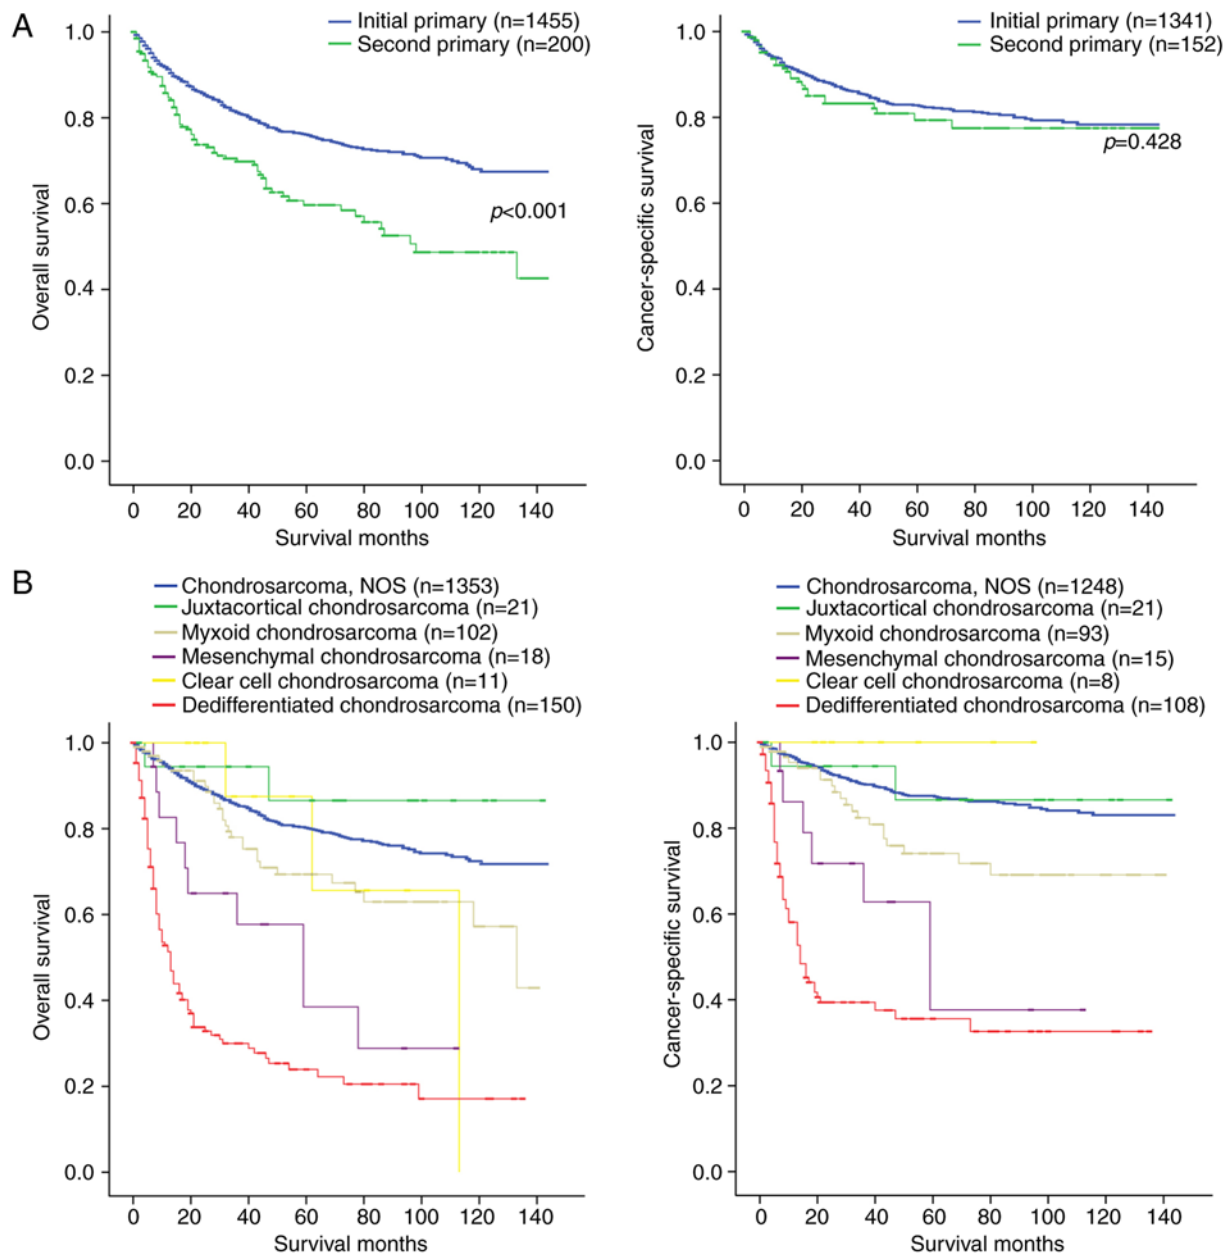 A
Initial primary (n=1455)
Second primary (n=200)
1.0
0.8
0.6
0.4
0.2
0.0
Overall survival
p<0.001
0 20 40 60 80 100 120 140
Survival months
Initial primary (n=1341)
Second primary (n=152)
1.0
0.8
0.6
0.4
0.2
0.0
Cancer-specific survival
p=0.428
0 20 40 60 80 100 120 140
Survival months
B
Chondrosarcoma, NOS (n=1353)
Juxtacortical chondrosarcoma (n=21)
Myxoid chondrosarcoma (n=102)
Mesenchymal chondrosarcoma (n=18)
Clear cell chondrosarcoma (n=11)
Dedifferentiated chondrosarcoma (n=150)
1.0
0.8
0.6
0.4
0.2
0.0
Overall survival
0 20 40 60 80 100 120 140
Survival months
Chondrosarcoma, NOS (n=1248)
Juxtacortical chondrosarcoma (n=21)
Myxoid chondrosarcoma (n=93)
Mesenchymal chondrosarcoma (n=15)
Clear cell chondrosarcoma (n=8)
Dedifferentiated chondrosarcoma (n=108)
1.0
0.8
0.6
0.4
0.2
0.0
Cancer-specific survival
0 20 40 60 80 100 120 140
Survival months